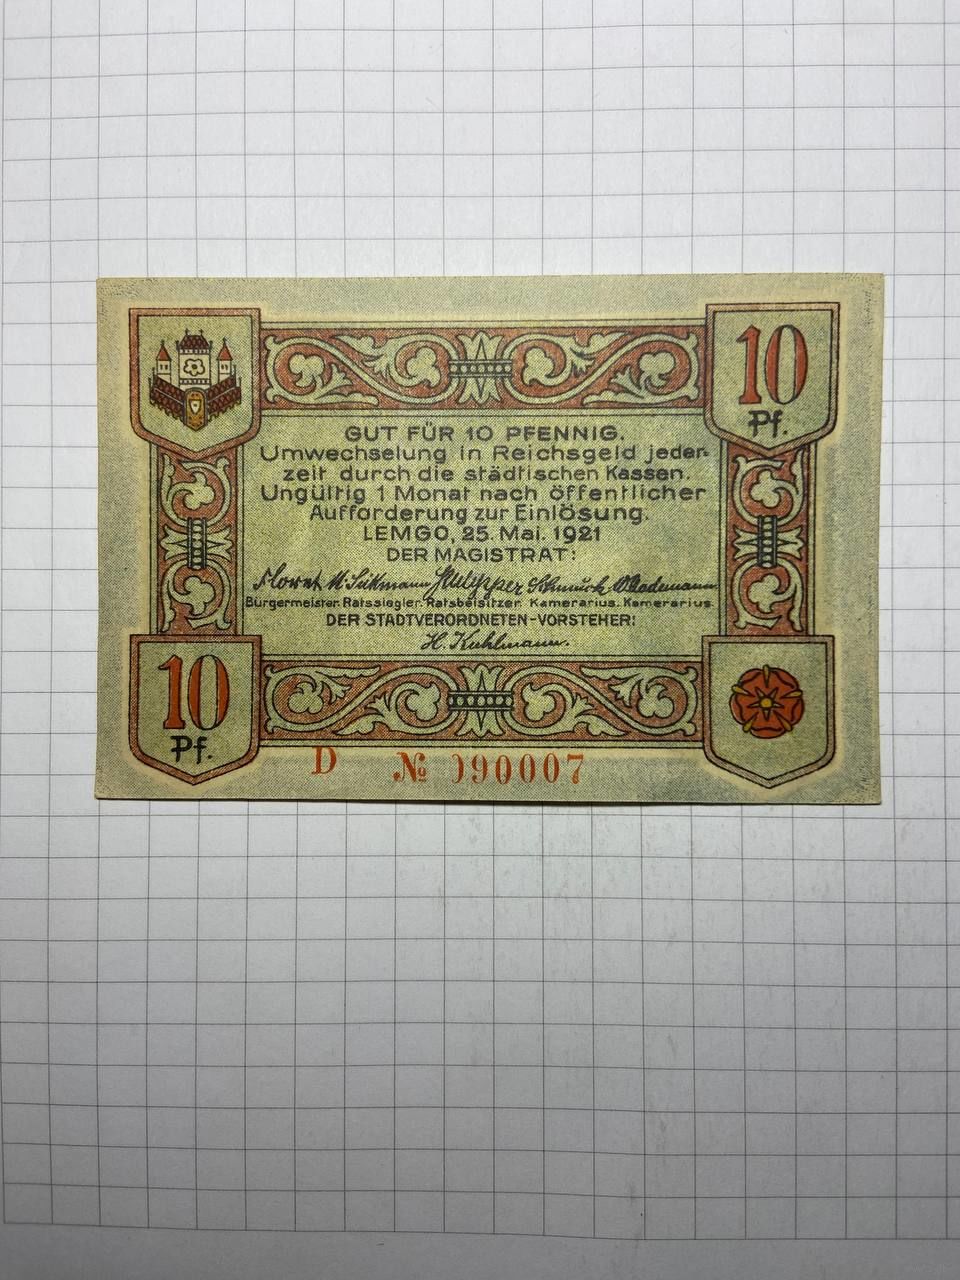 10
Pf.
GUT FÜR 10 PFENNIG.
Umwechselung in Reichsgeld jeder-
zeit durch die städtischen Kassen.
Ungültig 1 Monat nach öffentlicher
Aufforderung zur Einlösung.
LEMGO, 25. Mai. 1921
DER MAGISTRAT:
Bürgermeister. Ratssiegler. Ratsbeisitzer. Kamerarius. Kamerarius.
DER STADTVERORDNETEN-VORSTEHER:
H. Kuhlmann.
10
Pf.
D № 090007